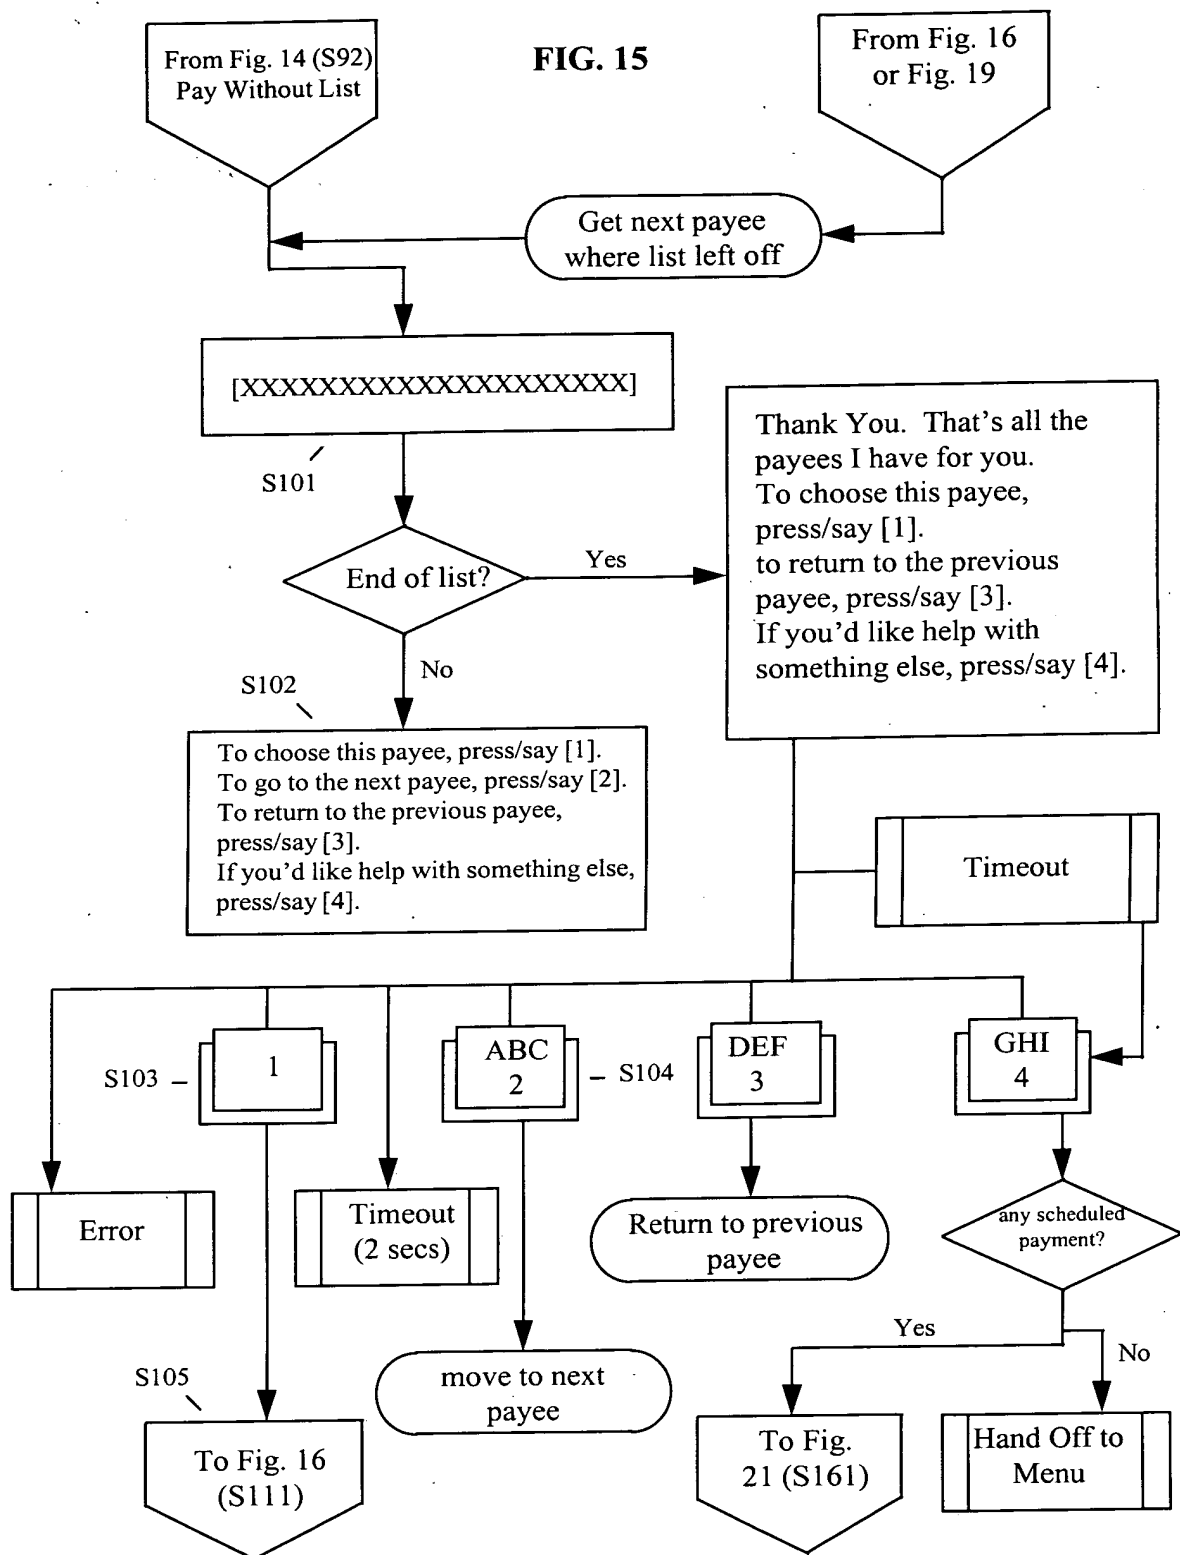 From Fig. 14 (S92)
Pay Without List
FIG. 15
From Fig. 16
or Fig. 19
Get next payee
where list left off
[XXXXXXXXXXXXXXXXXXXX]
S101
Thank You. That's all the
payees I have for you.
To choose this payee,
press/say [1].
to return to the previous
payee, press/say [3].
If you'd like help with
something else, press/say [4].
End of list?
Yes
No
S102
To choose this payee, press/say [1].
To go to the next payee, press/say [2].
To return to the previous payee,
press/say [3].
If you'd like help with something else,
press/say [4].
Timeout
S103
1
ABC
2
S104
DEF
3
GHI
4
Error
Timeout
(2 secs)
Return to previous
payee
any scheduled
payment?
Yes
No
S105
move to next
payee
To Fig. 16
(S111)
To Fig.
21 (S161)
Hand Off to
Menu